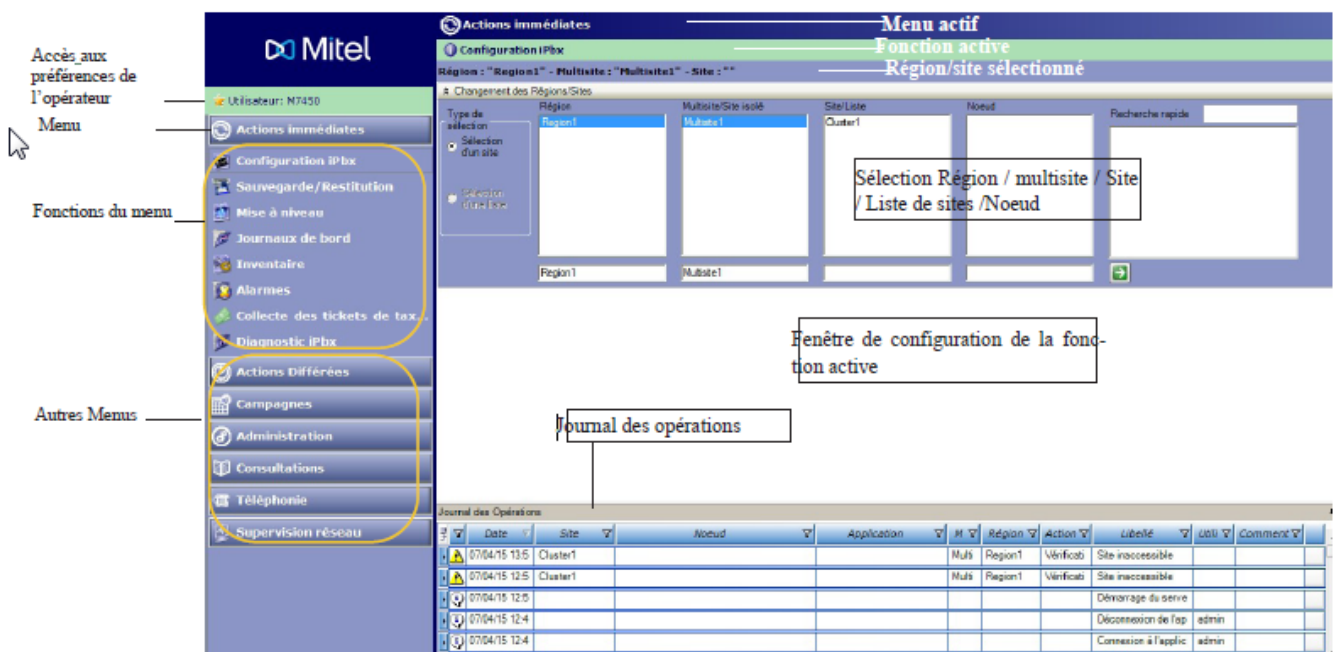 Accès aux
préférences de
l'opérateur
Menu
Fonctions du menu
Autres Menus
Mitel
Utilisateur: M7450
Actions immédiates
Configuration iPbx
Sauvegarde/Restitution
Mise à niveau
Journaux de bord
Inventaire
Alarmes
Collecte des tickets de tax...
Diagnostic iPbx
Actions Différées
Campagnes
Administration
Consultations
Téléphonie
Supervision réseau
Actions immédiates Menu actif
Configuration iPbx Fonction active
Région : "Region1" - Multisite : "Multisite1" - Site : "" Région/site sélectionné
Changement des Régions/Sites
Type de sélection
Sélection d'un site
Sélection d'une liste
Région Multisite/Site isolé Site/Liste Noeud Recherche rapide
Region1 Multisite1 Cluster1
Sélection Région / multisite / Site
/ Liste de sites /Noeud
Region1 Multisite1
Fenêtre de configuration de la fonc-
tion active
Journal des opérations
Journal des Opérations
Date Site Noeud Application M Région Action Libellé Utili Comment
07/04/15 13:5 Cluster1 Multi Region1 Vérificati Site inaccessible
07/04/15 12:5 Cluster1 Multi Region1 Vérificati Site inaccessible
07/04/15 12:5 Démarrage du serve
07/04/15 12:4 Déconnexion de l'ap admin
07/04/15 12:4 Connexion à l'applic admin